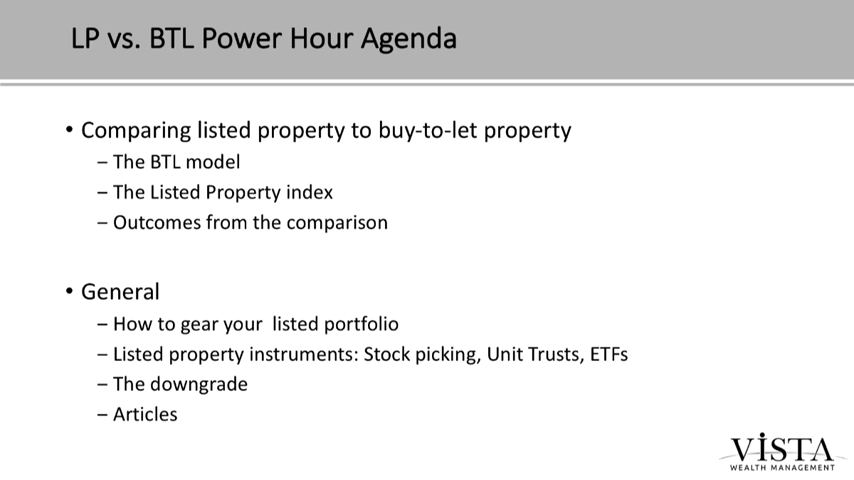 LP vs. BTL Power Hour Agenda
• Comparing listed property to buy-to-let property
– The BTL model
– The Listed Property index
– Outcomes from the comparison
• General
– How to gear your  listed portfolio
– Listed property instruments: Stock picking, Unit Trusts, ETFs
– The downgrade
– Articles
VISTA
WEALTH MANAGEMENT